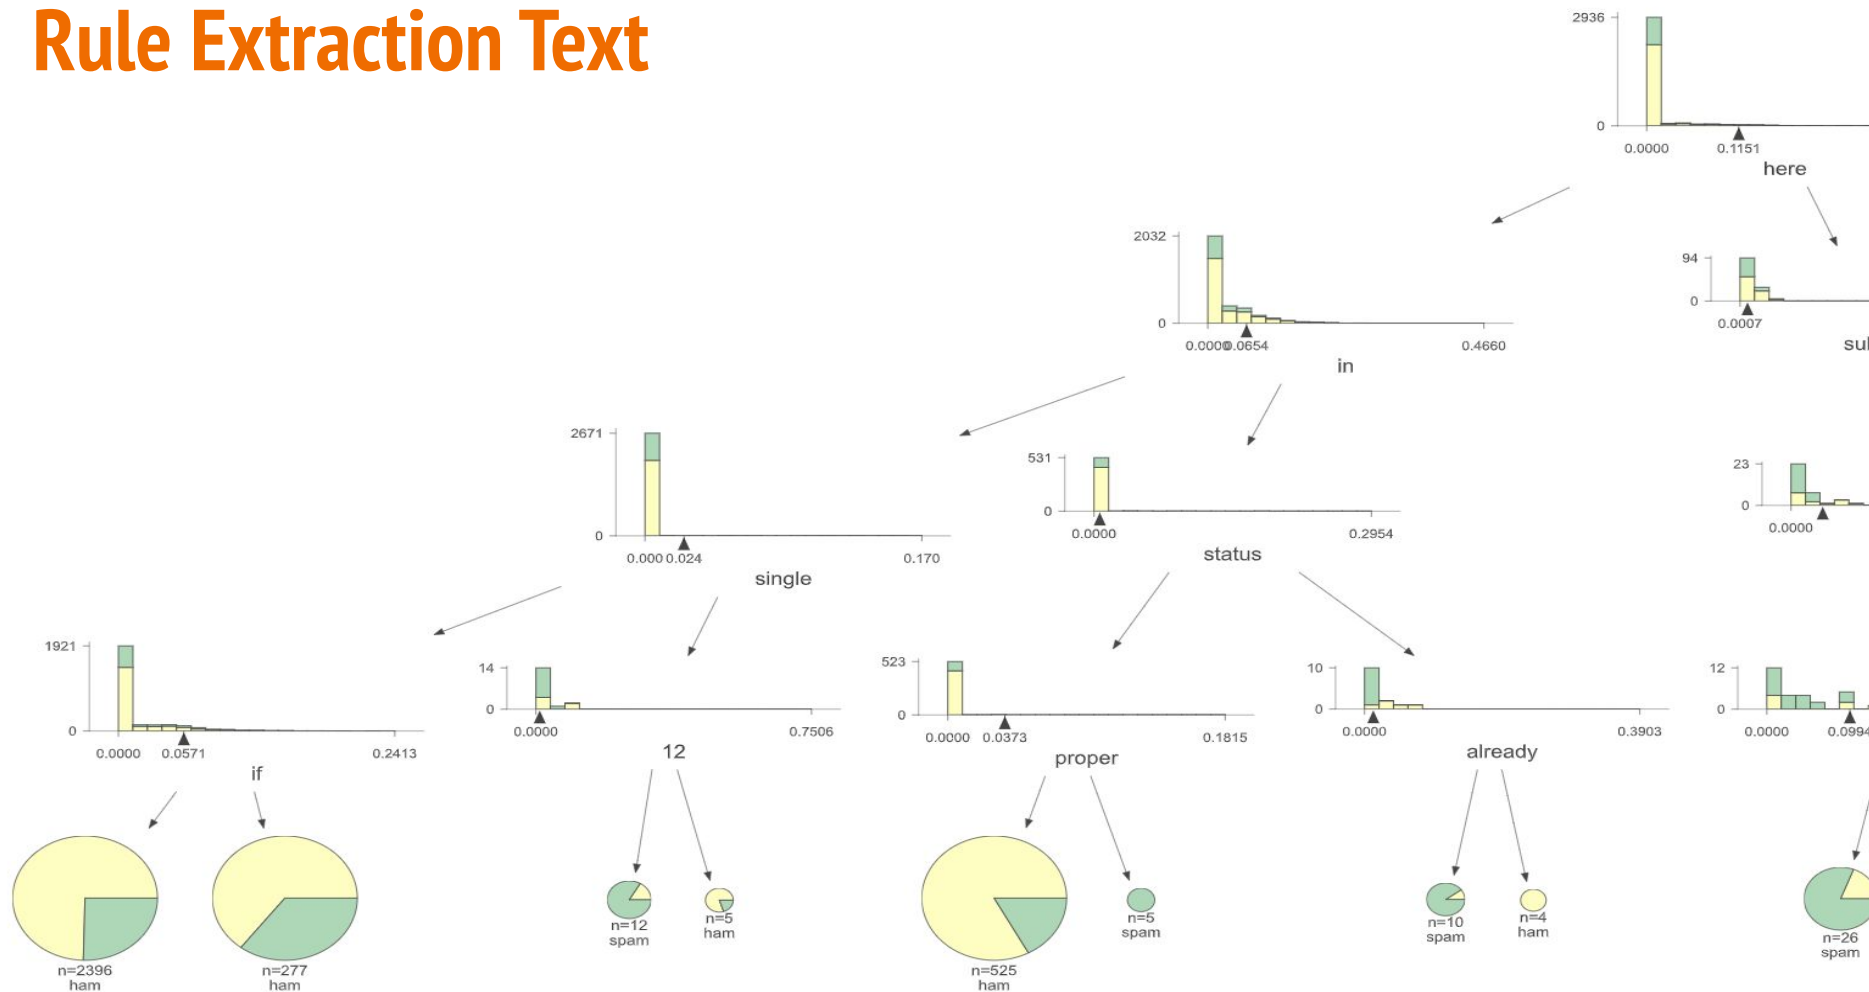 Rule Extraction Text
2936
0
0.0000 0.1151
here
2032
0
0.0000 0.0654 0.4660
in
94
0
0.0007
sul
2671
0
0.000 0.024 0.170
single
531
0
0.0000 0.2954
status
23
0
0.0000
1921
0
0.0000 0.0571 0.2413
if
14
0
0.0000 0.7506
12
523
0
0.0000 0.0373 0.1815
proper
10
0
0.0000 0.3903
already
12
0
0.0000 0.0994
n=2396
ham
n=277
ham
n=12
spam
n=5
ham
n=525
ham
n=5
spam
n=10
spam
n=4
ham
n=26
spam